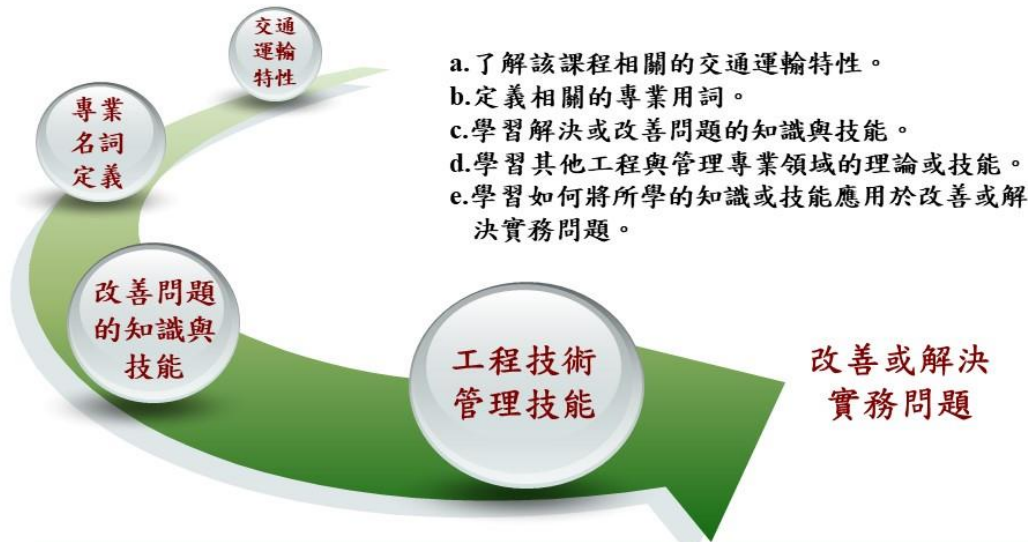 交通
運輸
特性
專業
名詞
定義
改善問題
的知識與
技能
工程技術
管理技能
改善或解決
實務問題
a.了解該課程相關的交通運輸特性。
b.定義相關的專業用詞。
c.學習解決或改善問題的知識與技能。
d.學習其他工程與管理專業領域的理論或技能。
e.學習如何將所學的知識或技能應用於改善或解
決實務問題。